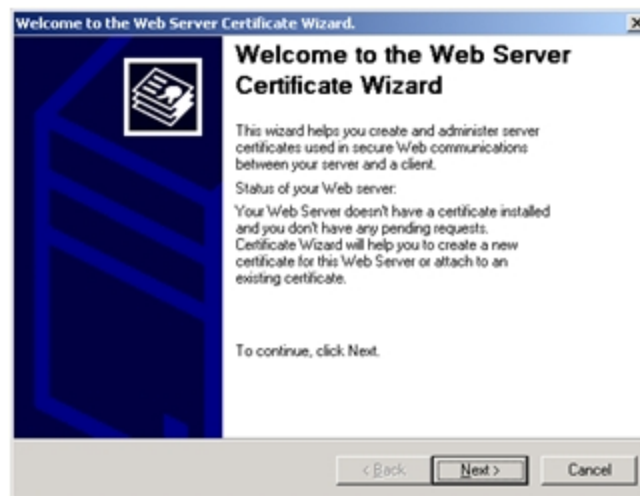 Welcome to the Web Server Certificate Wizard.
Welcome to the Web Server
Certificate Wizard
This wizard helps you create and administer server
certificates used in secure Web communications
between your server and a client.
Status of your Web server:
Your Web Server doesn't have a certificate installed
and you don't have any pending requests.
Certificate Wizard will help you to create a new
certificate for this Web Server or attach to an
existing certificate.
To continue, click Next.
< Back Next > Cancel